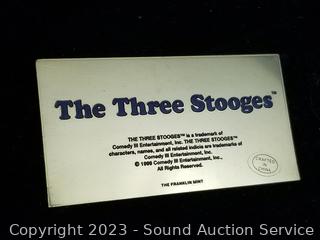 The Three Stooges™
THE THREE STOOGES™ is a trademark of
Comedy III Entertainment, Inc. THE THREE STOOGES™
characters, names, and all related indicia are trademarks of
Comedy III Entertainment, Inc.
© 1999 Comedy III Entertainment, Inc.,
All Rights Reserved.
CRAFTED
IN
CHINA
THE FRANKLIN MINT
Copyright 2023 - Sound Auction Service